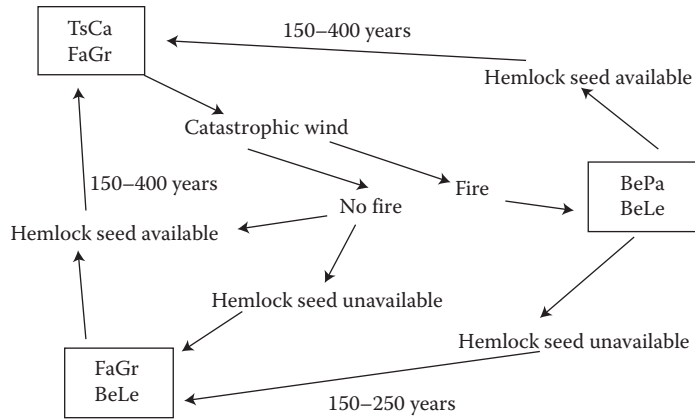 TsCa
FaGr
150–400 years
Hemlock seed available
Catastrophic wind
150–400 years
Fire
BePa
BeLe
No fire
Hemlock seed available
Hemlock seed unavailable
Hemlock seed unavailable
FaGr
BeLe
150–250 years